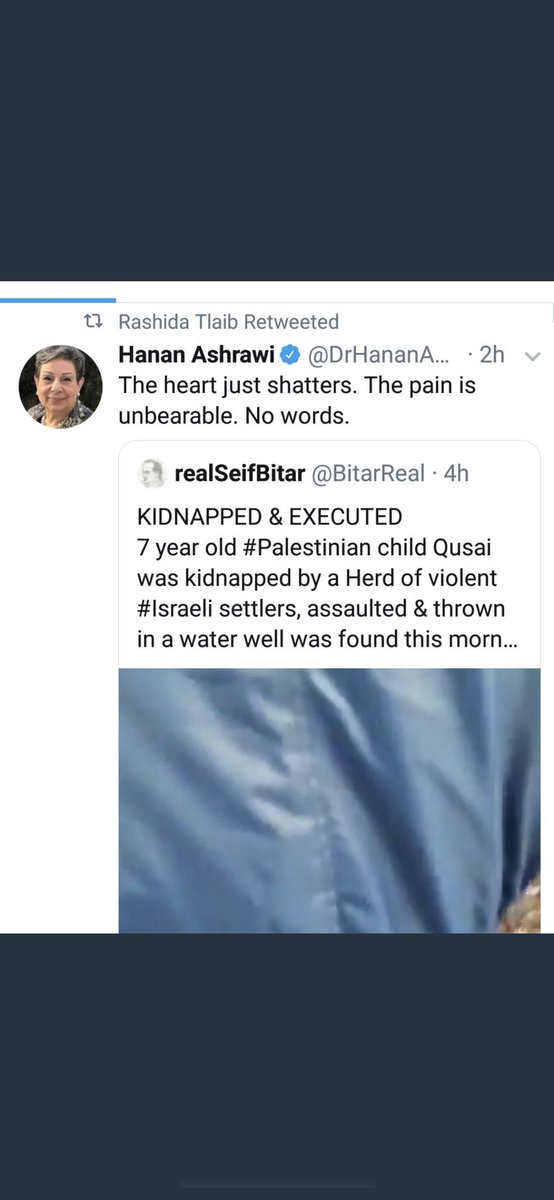 Rashida Tlaib Retweeted
Hanan Ashrawi @DrHananA... · 2h
The heart just shatters. The pain is
unbearable. No words.
realSeifBitar @BitarReal · 4h
KIDNAPPED & EXECUTED
7 year old #Palestinian child Qusai
was kidnapped by a Herd of violent
#Israeli settlers, assaulted & thrown
in a water well was found this morn...